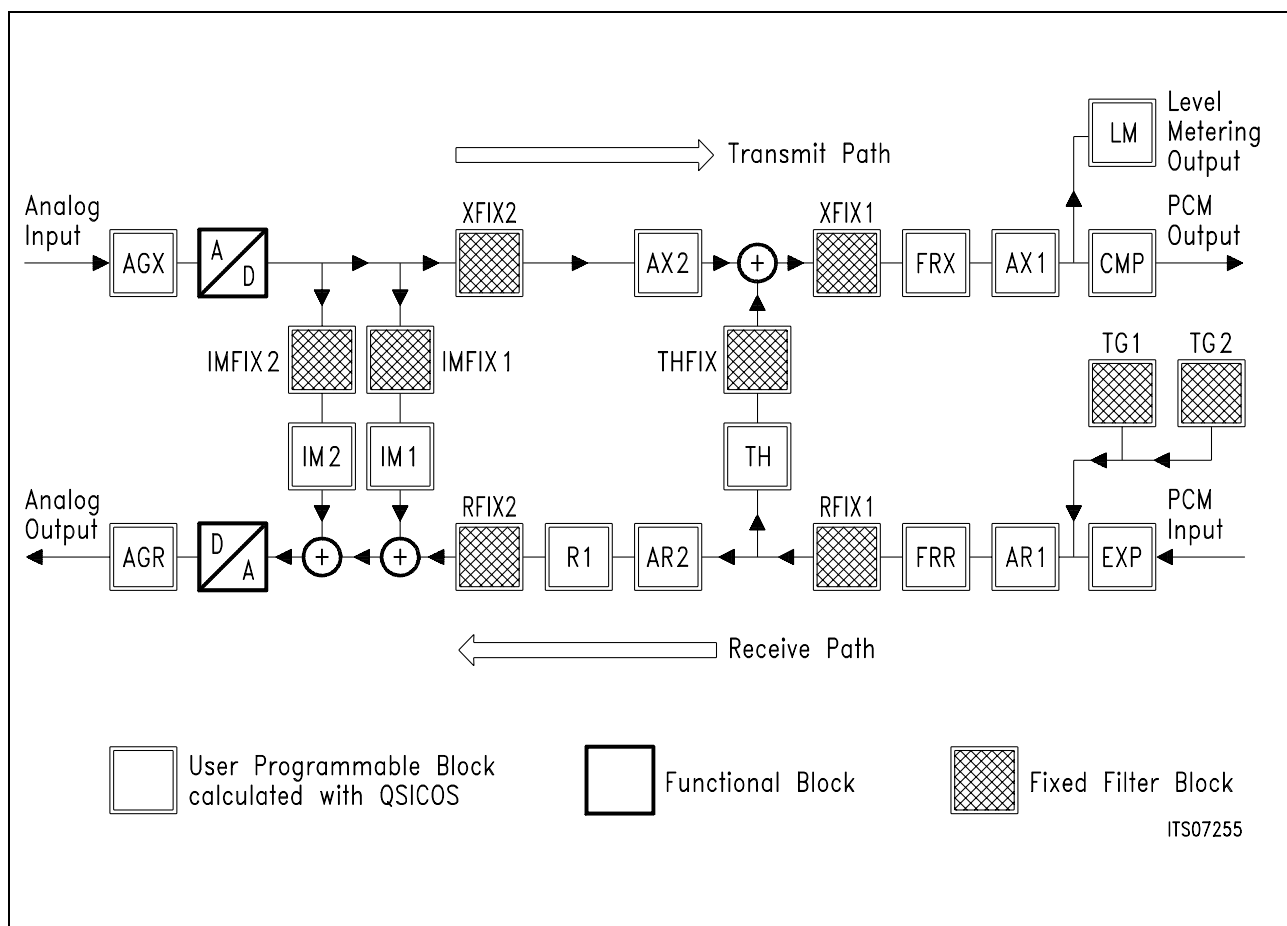 LM
Level
Metering
Output
Transmit Path
Analog
Input
XFIX2
XFIX1
PCM
Output
AGX
A
D
AX2
+
FRX
AX1
CMP
IMFIX2
IMFIX1
THFIX
TG1
TG2
IM2
IM1
TH
Analog
Output
RFIX2
RFIX1
PCM
Input
AGR
D
A
+
+
R1
AR2
FRR
AR1
EXP
Receive Path
User Programmable Block
calculated with QSICOS
Functional Block
Fixed Filter Block
ITS07255